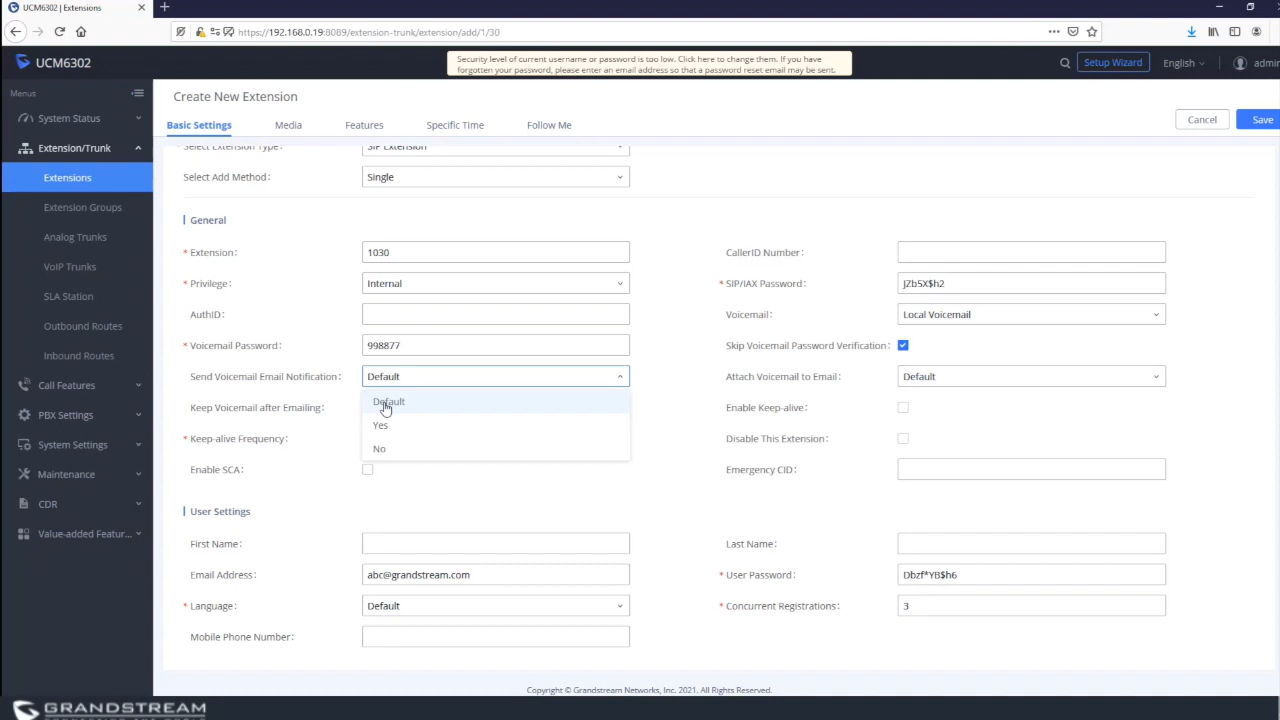 UCM6302 | Extensions
https://192.168.0.19:8089/extension-trunk/extension/add/1/30
UCM6302
Security level of current username or password is too low. Click here to change them. If you have
forgotten your password, please enter an email address so that a password reset email may be sent.
Setup Wizard
English
admin
Menus
System Status
Extension/Trunk
Extensions
Extension Groups
Analog Trunks
VoIP Trunks
SLA Station
Outbound Routes
Inbound Routes
Call Features
PBX Settings
System Settings
Maintenance
CDR
Value-added Featur...
Create New Extension
Basic Settings Media Features Specific Time Follow Me
Cancel Save
* Select Extension Type: SIP Extension
Select Add Method: Single
General
* Extension: 1030 CallerID Number:
* Privilege: Internal * SIP/IAX Password: JZb5X$h2
AuthID: Voicemail: Local Voicemail
* Voicemail Password: 998877 Skip Voicemail Password Verification:
Send Voicemail Email Notification: Default Attach Voicemail to Email: Default
Default
Keep Voicemail after Emailing: Enable Keep-alive:
Yes
* Keep-alive Frequency: Disable This Extension:
No
Enable SCA: Emergency CID:
User Settings
First Name: Last Name:
Email Address: abc@grandstream.com * User Password: Dbzf*YB$h6
* Language: Default * Concurrent Registrations: 3
Mobile Phone Number:
Copyright © Grandstream Networks, Inc. 2021. All Rights Reserved.
GRANDSTREAM